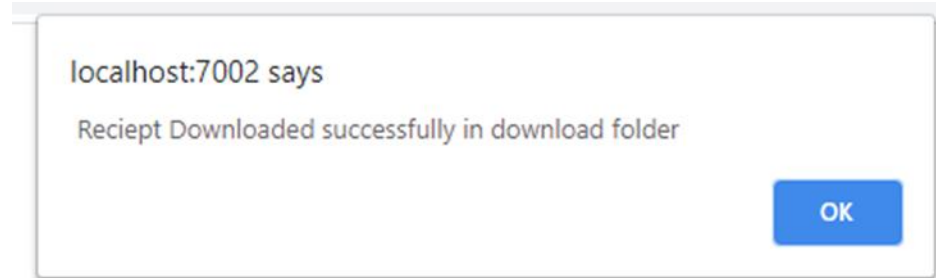 localhost:7002 says
Reciept Downloaded successfully in download folder
OK